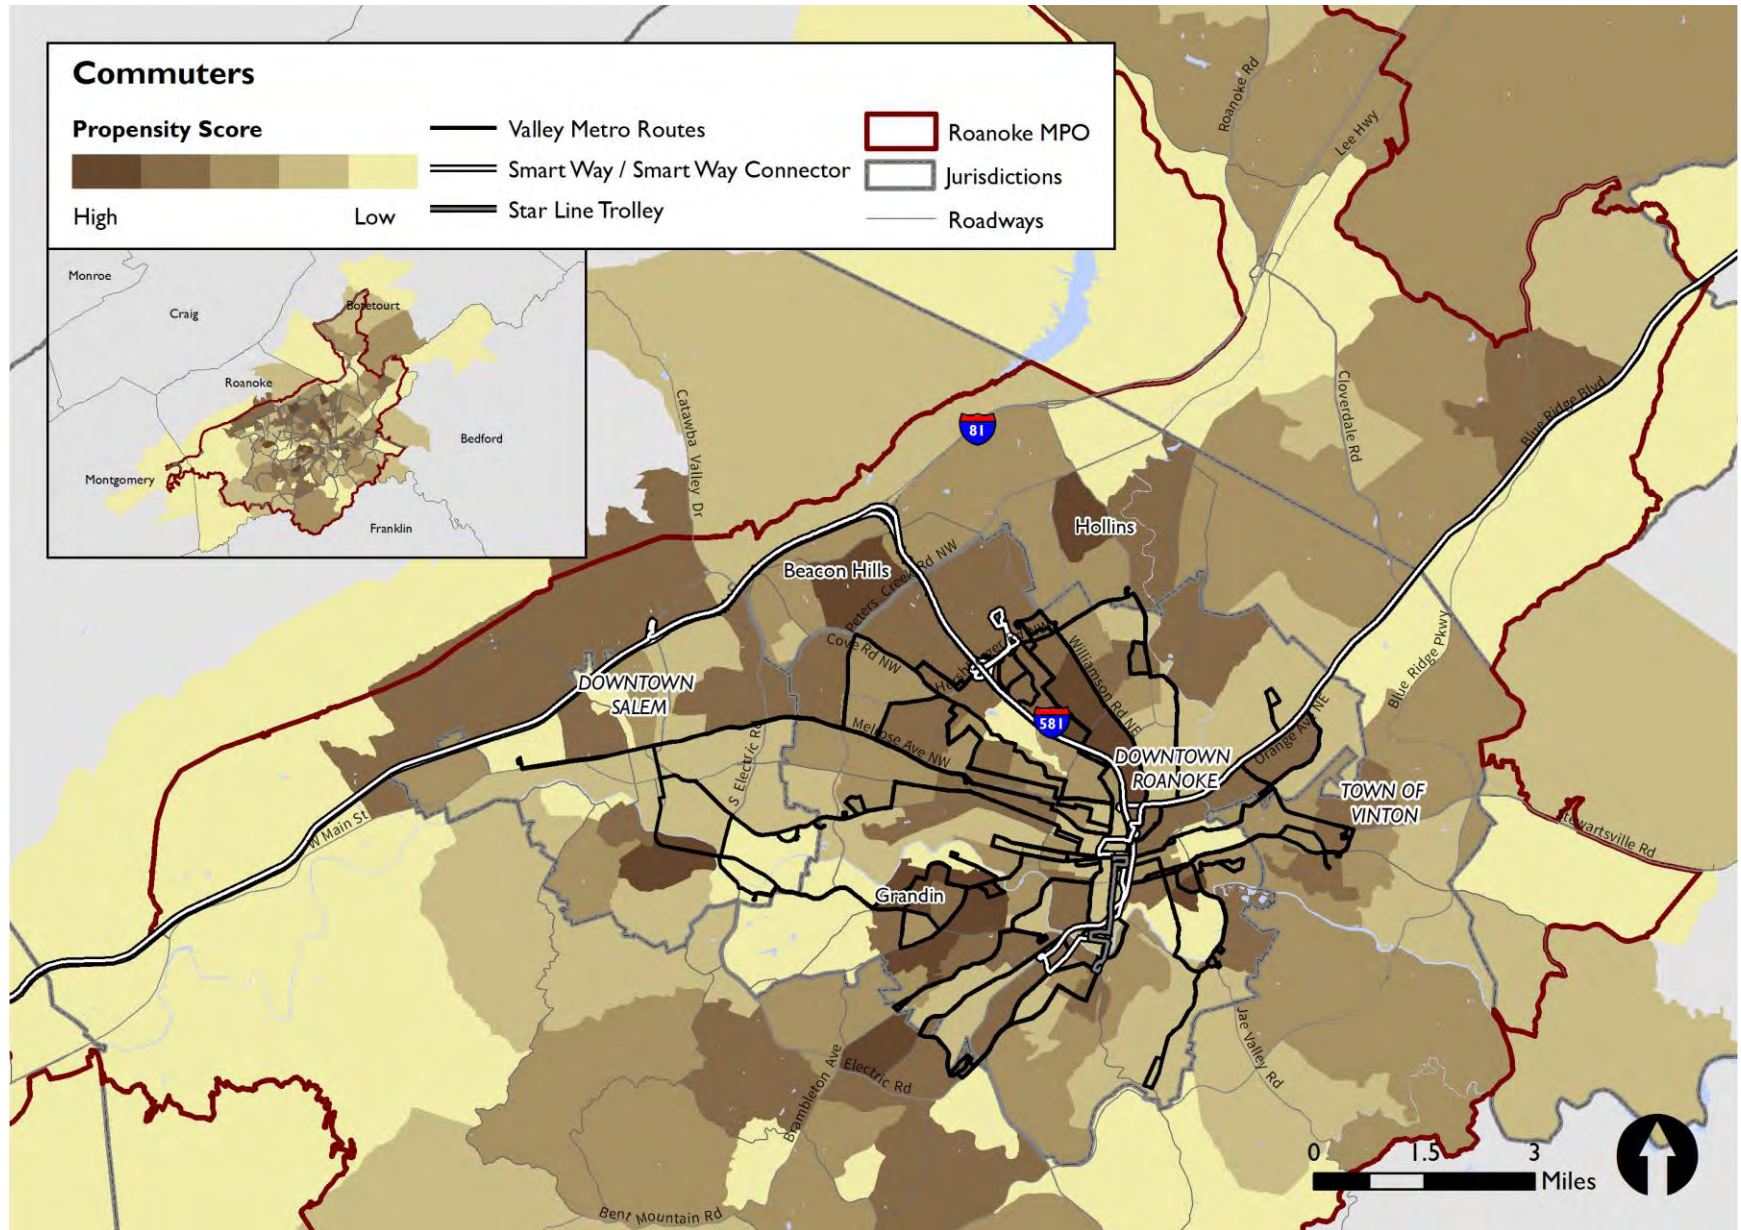 Commuters
Propensity Score
High
Low
Valley Metro Routes
Smart Way / Smart Way Connector
Star Line Trolley
Roanoke MPO
Jurisdictions
Roadways
Monroe
Craig
Botetourt
Roanoke
Bedford
Montgomery
Franklin
Roanoke Rd
Lee Hwy
Catawba Valley Dr
81
Cloverdale Rd
Blue Ridge Blvd
Hollins
Beacon Hills
Peters Creek Rd NW
Cove Rd NW
Williamson Rd NE
DOWNTOWN
SALEM
Blue Ridge Pkwy
581
Melrose Ave NW
S Electric Rd
DOWNTOWN
ROANOKE
Orange Ave NE
TOWN OF
VINTON
W Main St
Stewartsville Rd
Grandin
Jae Valley Rd
Electric Rd
Brambleton Ave
Bent Mountain Rd
0
1.5
3
Miles